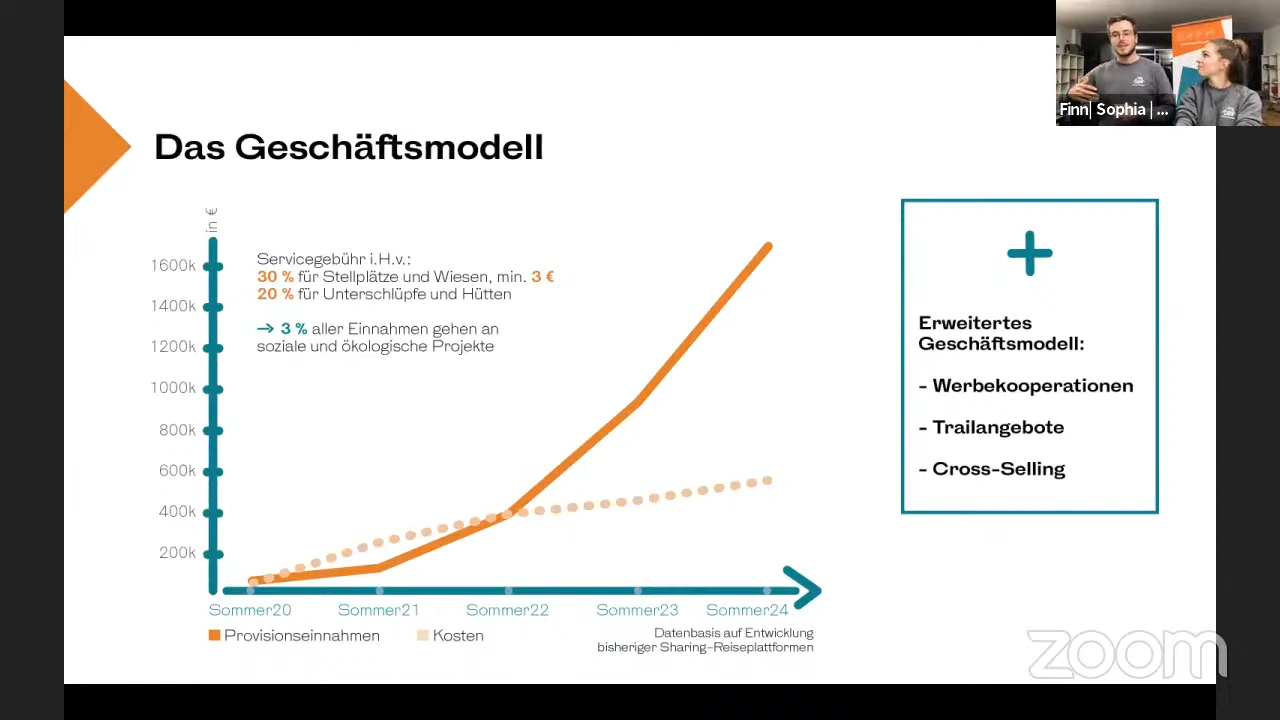 Finn| Sophia | ...
Das Geschäftsmodell
in €
1600k
1400k
1200k
1000k
800k
600k
400k
200k
Servicegebühr i.H.v.:
30 % für Stellplätze und Wiesen, min. 3 €
20 % für Unterschlüpfe und Hütten
→ 3 % aller Einnahmen gehen an
soziale und ökologische Projekte
Sommer20 Sommer21 Sommer22 Sommer23 Sommer24
Provisionseinnahmen Kosten
Datenbasis auf Entwicklung
bisheriger Sharing-Reiseplattformen
+
Erweitertes
Geschäftsmodell:
- Werbekooperationen
- Trailangebote
- Cross-Selling
zoom